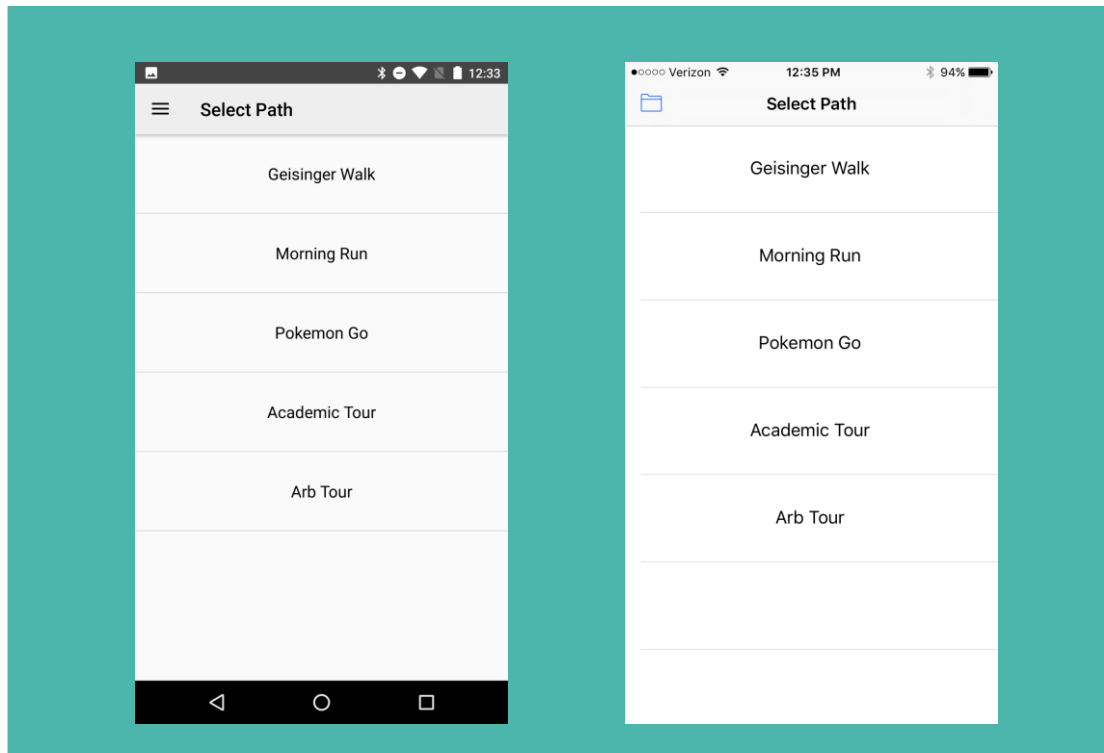 12:33
Select Path
Geisinger Walk
Morning Run
Pokemon Go
Academic Tour
Arb Tour
Verizon 12:35 PM 94%
Select Path
Geisinger Walk
Morning Run
Pokemon Go
Academic Tour
Arb Tour